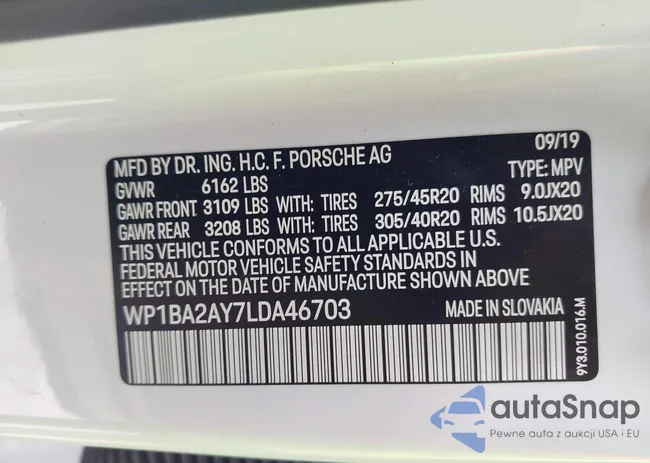 MFD BY DR. ING. H.C. F. PORSCHE AG 09/19
GVWR 6162 LBS TYPE: MPV
GAWR FRONT 3109 LBS WITH: TIRES 275/45R20 RIMS 9.0JX20
GAWR REAR 3208 LBS WITH: TIRES 305/40R20 RIMS 10.5JX20
THIS VEHICLE CONFORMS TO ALL APPLICABLE U.S.
FEDERAL MOTOR VEHICLE SAFETY STANDARDS IN
EFFECT ON THE DATE OF MANUFACTURE SHOWN ABOVE
WP1BA2AY7LDA46703 MADE IN SLOVAKIA
9Y3.010.016.M
autaSnap
Pewne auta z aukcji USA i EU